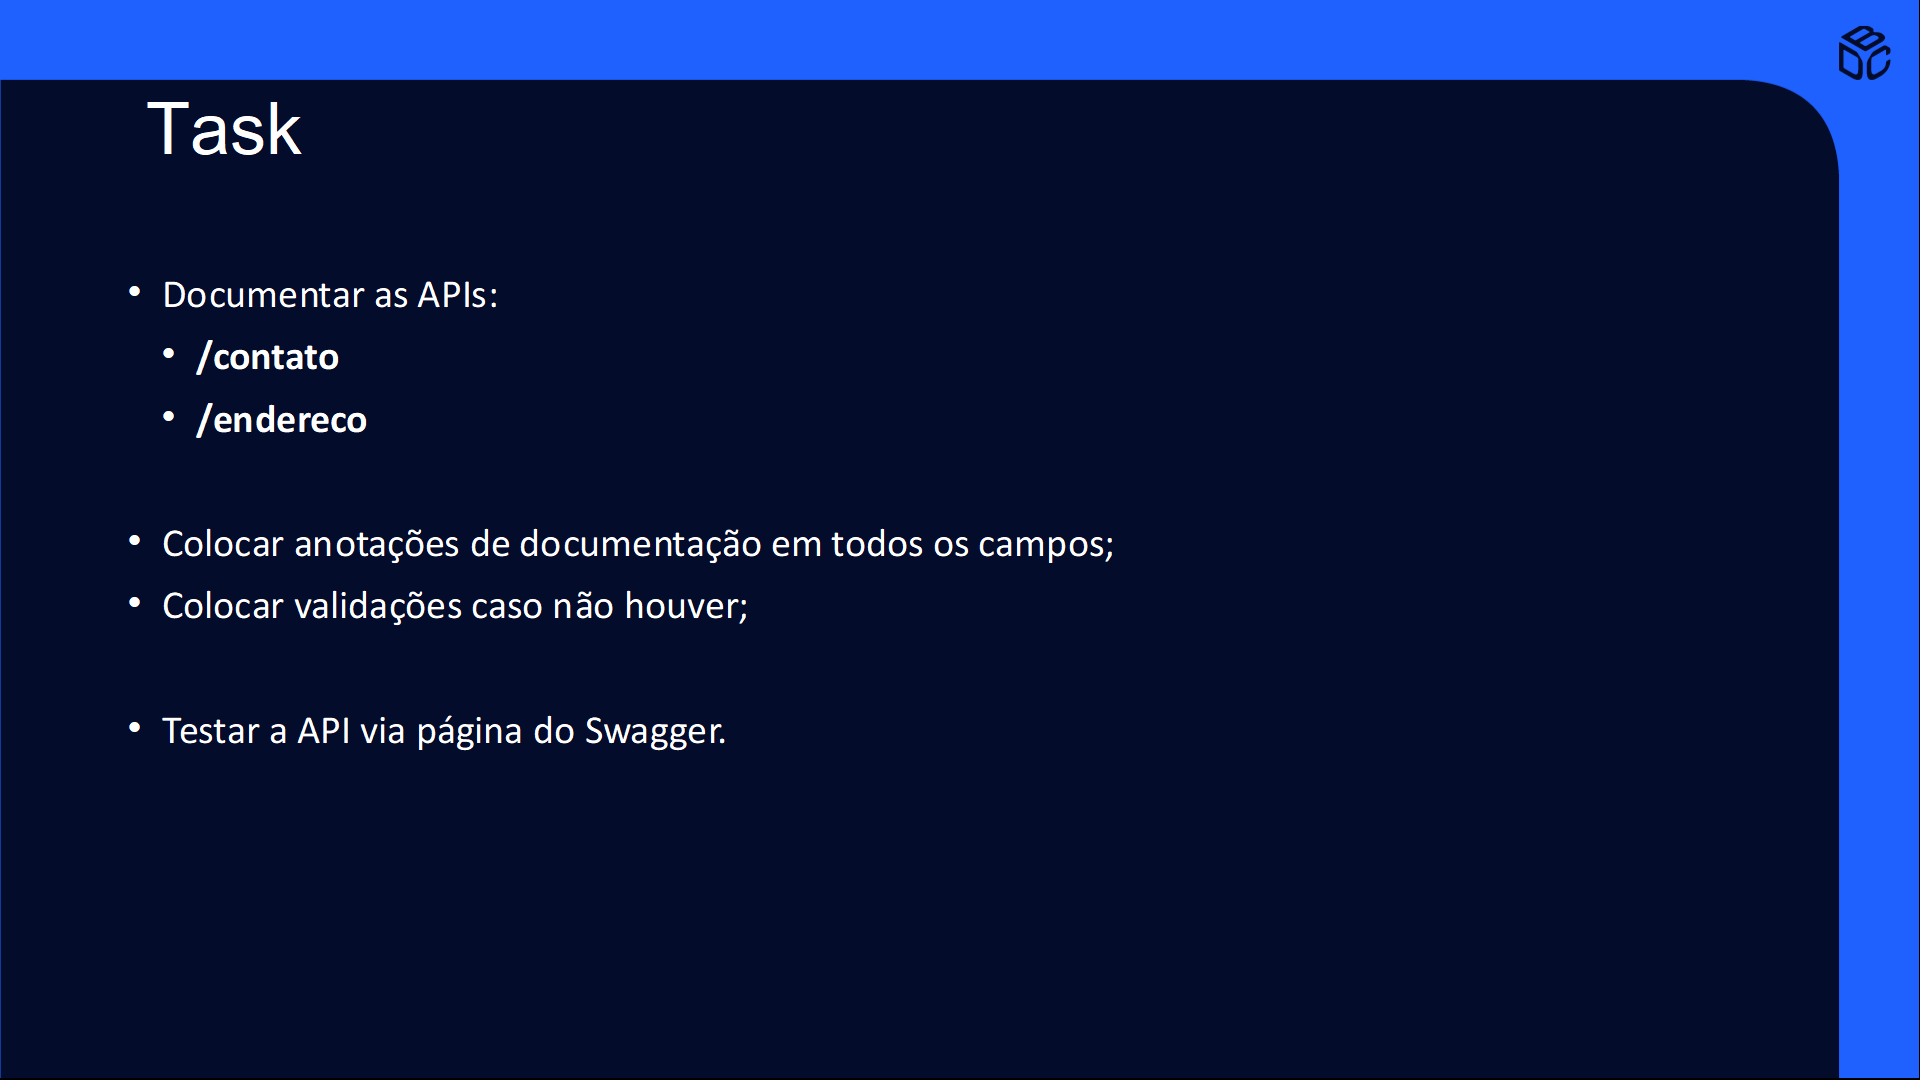 Task
• Documentar as APIs:
• /contato
• /endereco
• Colocar anotações de documentação em todos os campos;
• Colocar validações caso não houver;
• Testar a API via página do Swagger.
DBC